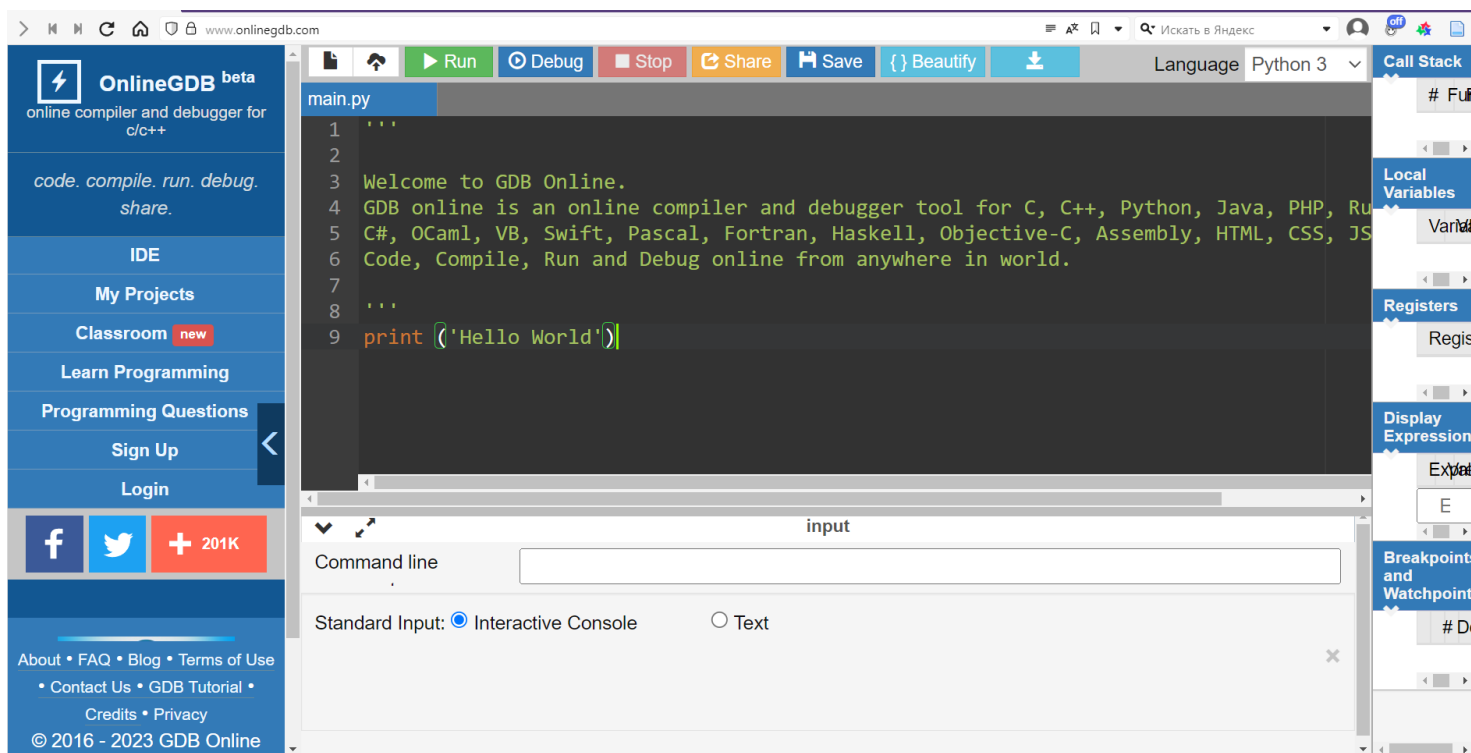 www.onlinegdb.com
Искать в Яндекс
off
OnlineGDB beta
online compiler and debugger for
c/c++
code. compile. run. debug.
share.
IDE
My Projects
Classroom new
Learn Programming
Programming Questions
Sign Up
Login
201K
About • FAQ • Blog • Terms of Use
• Contact Us • GDB Tutorial •
Credits • Privacy
© 2016 - 2023 GDB Online
Run Debug Stop Share Save { } Beautify Language Python 3
main.py
1 '''
2
3 Welcome to GDB Online.
4 GDB online is an online compiler and debugger tool for C, C++, Python, Java, PHP, Ru
5 C#, OCaml, VB, Swift, Pascal, Fortran, Haskell, Objective-C, Assembly, HTML, CSS, JS
6 Code, Compile, Run and Debug online from anywhere in world.
7
8 '''
9 print ('Hello World')
input
Command line
Standard Input: Interactive Console Text
Call Stack
#
Local
Variables
Registers
Regis
Display
Expression
E
Breakpoints
and
Watchpoint
#